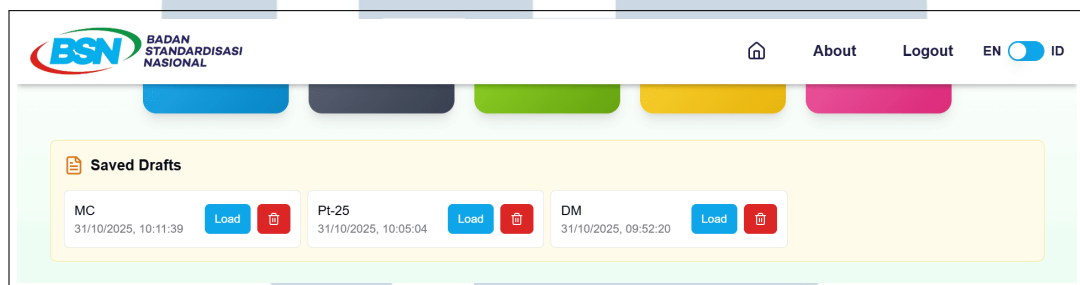 BSN
BADAN
STANDARDISASI
NASIONAL
About
Logout
EN
ID
Saved Drafts
MC
31/10/2025, 10:11:39
Load
Pt-25
31/10/2025, 10:05:04
Load
DM
31/10/2025, 09:52:20
Load